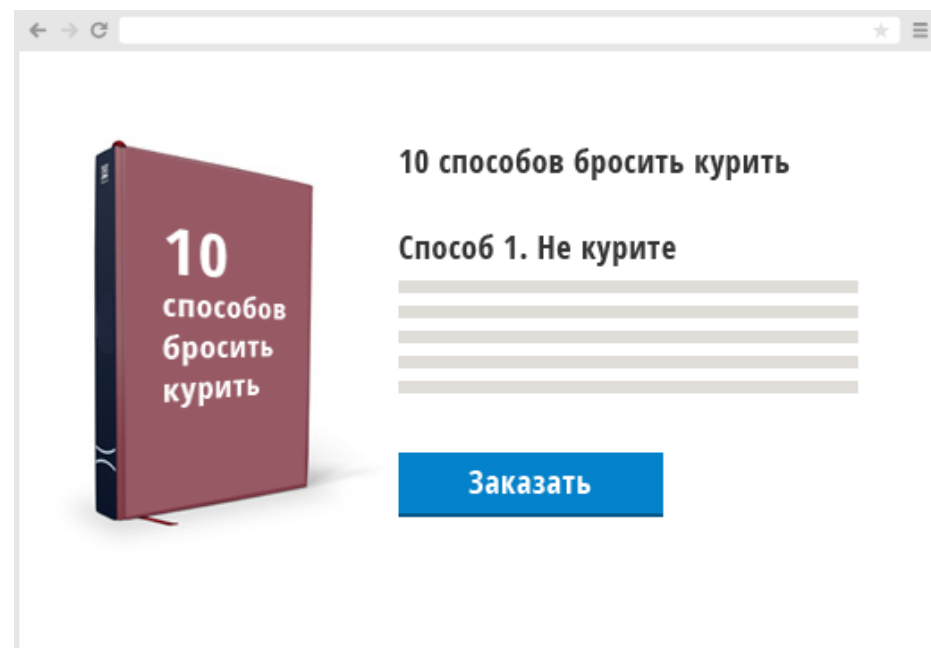 10
способов
бросить
курить
10 способов бросить курить
Способ 1. Не курите
Заказать